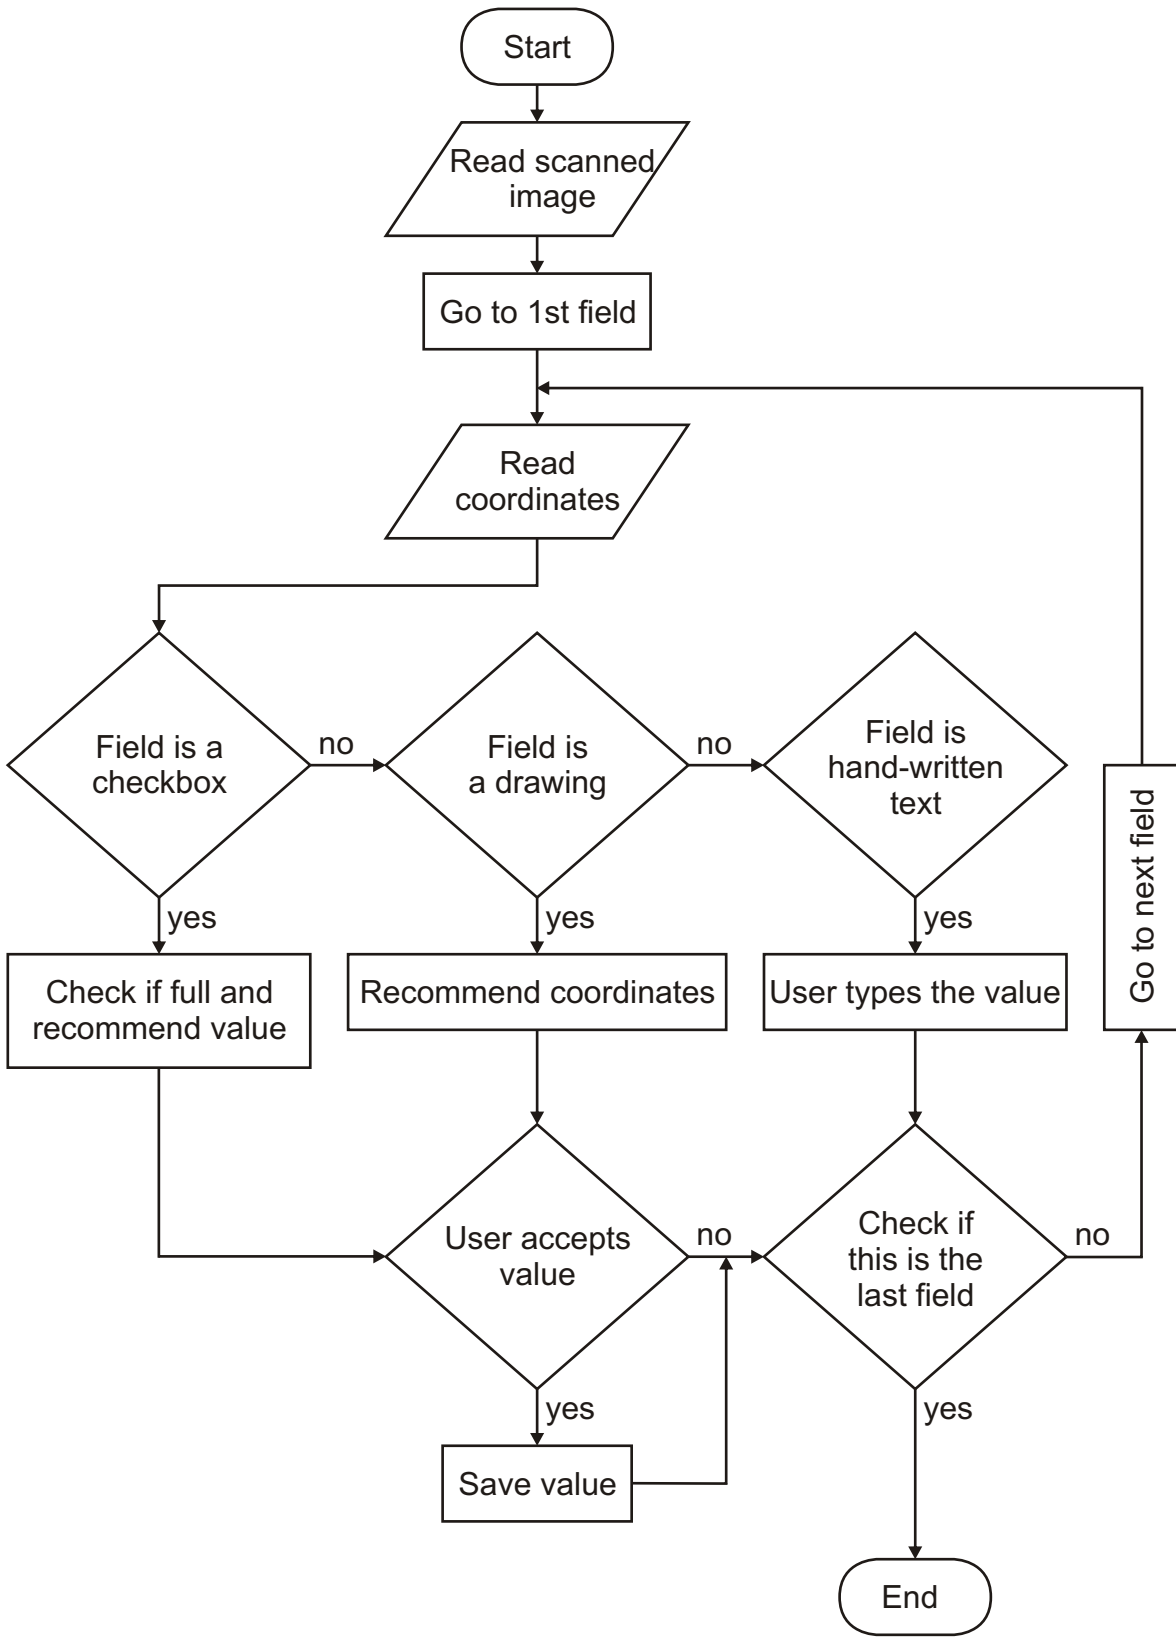 Start
Read scanned
image
Go to 1st field
Read
coordinates
Field is a
checkbox
no
Field is
a drawing
no
Field is
hand-written
text
Go to next field
yes
yes
yes
Check if full and
recommend value
Recommend coordinates
User types the value
User accepts
value
no
Check if
this is the
last field
no
yes
yes
Save value
End